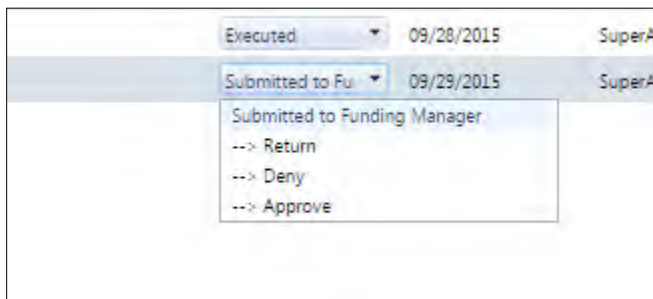 Executed 09/28/2015 SuperA
Submitted to Fu 09/29/2015 SuperA
Submitted to Funding Manager
--> Return
--> Deny
--> Approve